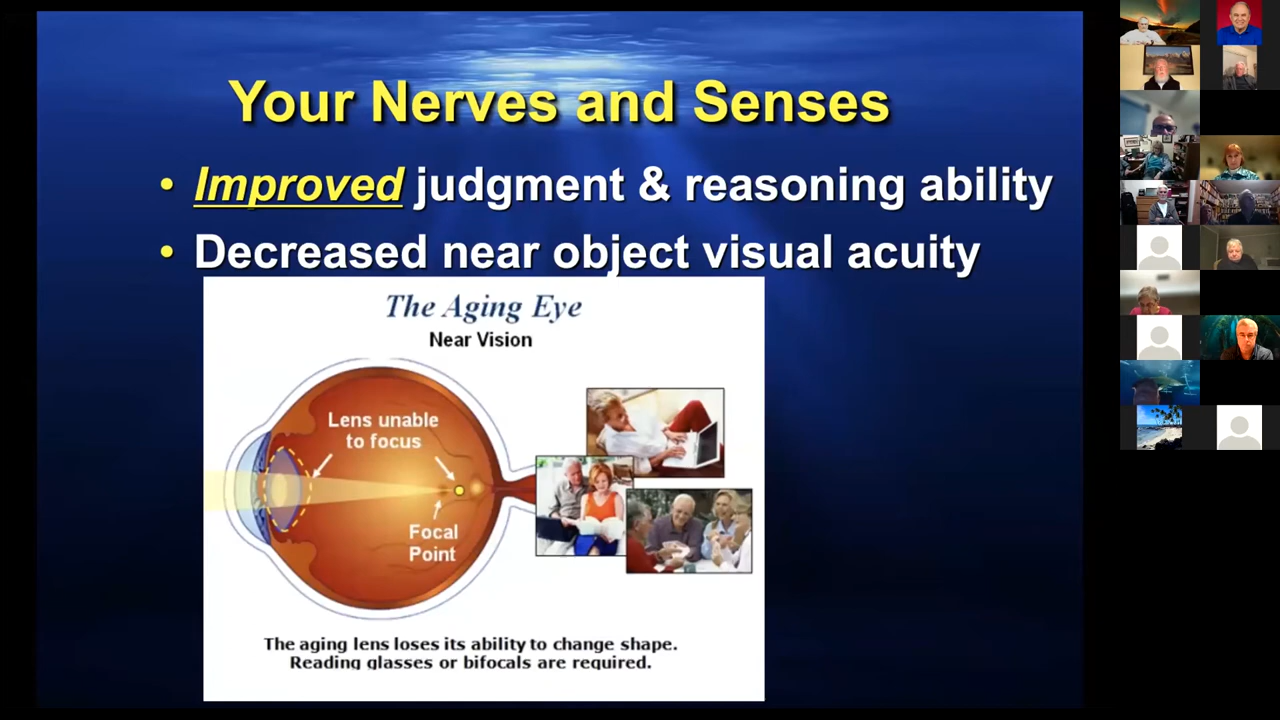 Your Nerves and Senses
• Improved judgment & reasoning ability
• Decreased near object visual acuity
The Aging Eye
Near Vision
Lens unable
to focus
Focal
Point
The aging lens loses its ability to change shape.
Reading glasses or bifocals are required.